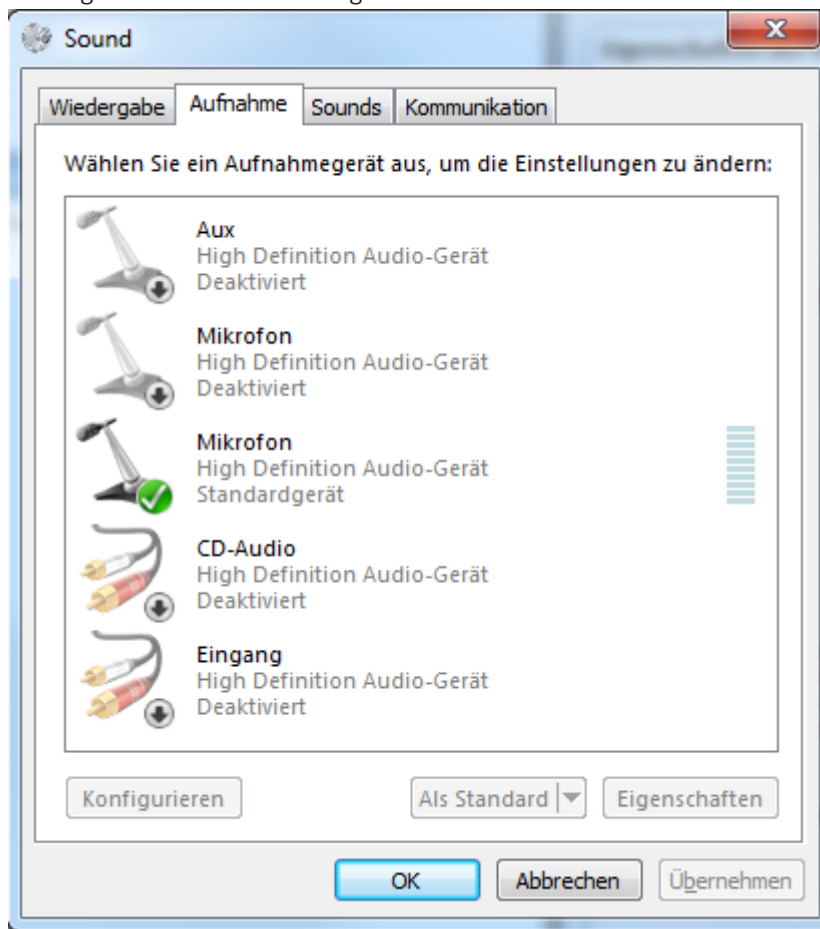 Sound
Wiedergabe Aufnahme Sounds Kommunikation
Wählen Sie ein Aufnahmegerät aus, um die Einstellungen zu ändern:
Aux
High Definition Audio-Gerät
Deaktiviert
Mikrofon
High Definition Audio-Gerät
Deaktiviert
Mikrofon
High Definition Audio-Gerät
Standardgerät
CD-Audio
High Definition Audio-Gerät
Deaktiviert
Eingang
High Definition Audio-Gerät
Deaktiviert
Konfigurieren Als Standard Eigenschaften
OK Abbrechen Übernehmen